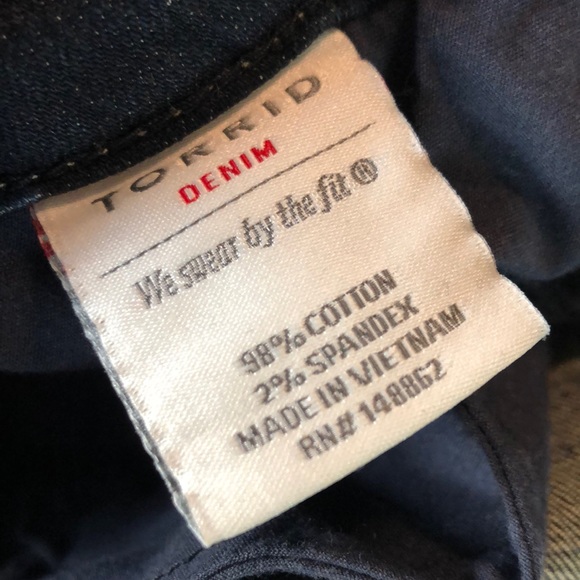 TORRID
DENIM
We swear by the fit ®
98% COTTON
2% SPANDEX
MADE IN VIETNAM
RN# 148862